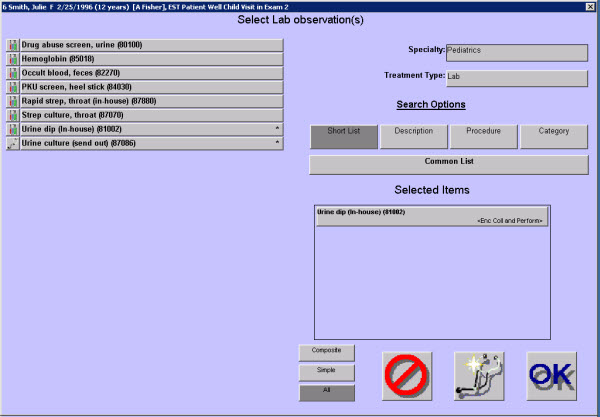 6 Smith, Julie F 2/25/1996 (12 years) [A Fisher], EST Patient Well Child Visit in Exam 2
Select Lab observation(s)
Drug abuse screen, urine (80100)
Hemoglobin (85018)
Occult blood, feces (82270)
PKU screen, heel stick (84030)
Rapid strep, throat (in-house) (87880)
Strep culture, throat (87070)
Urine dip (In-house) (81002) *
Urine culture (send out) (87086) *
Specialty: Pediatrics
Treatment Type: Lab
Search Options
Short List Description Procedure Category
Common List
Selected Items
Urine dip (In-house) (81002)
«Enc Coll and Perform»
Composite
Simple
All
OK